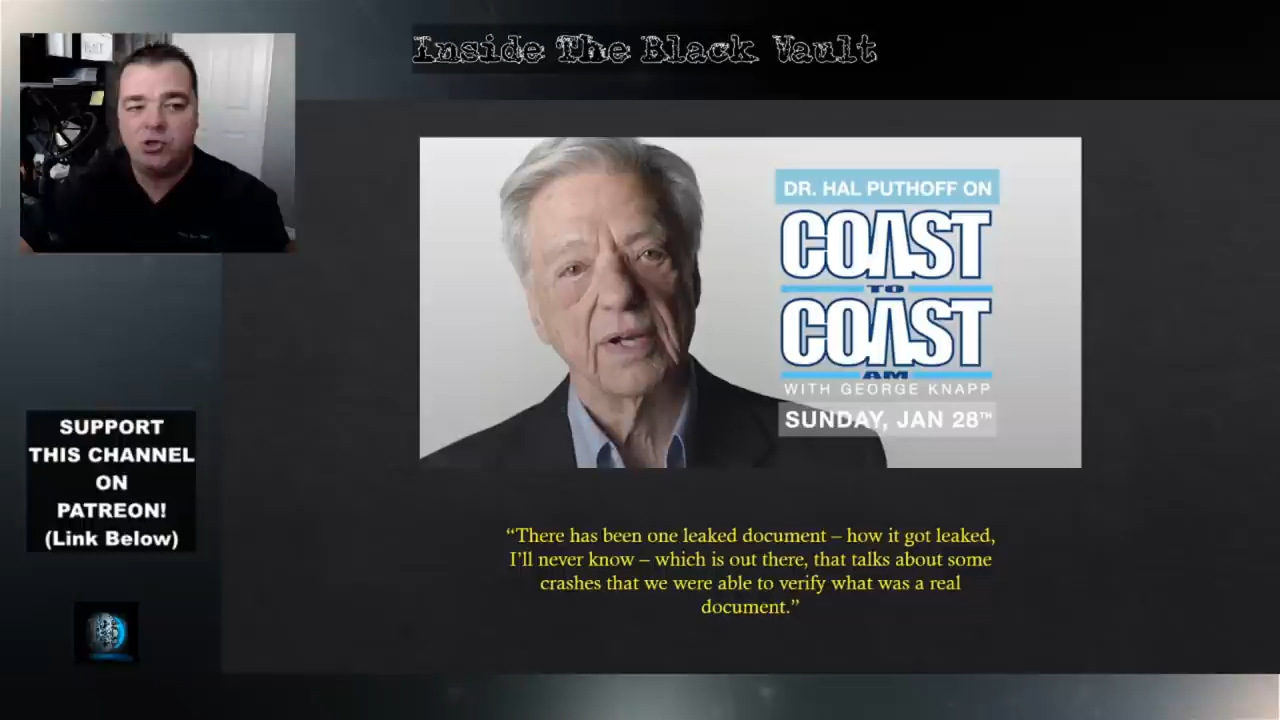 Inside The Black Vault
DR. HAL PUTHOFF ON
COAST
TO
COAST
AM
WITH GEORGE KNAPP
SUNDAY, JAN 28TH
SUPPORT
THIS CHANNEL
ON
PATREON!
(Link Below)
“There has been one leaked document – how it got leaked,
I’ll never know – which is out there, that talks about some
crashes that we were able to verify what was a real
document.”